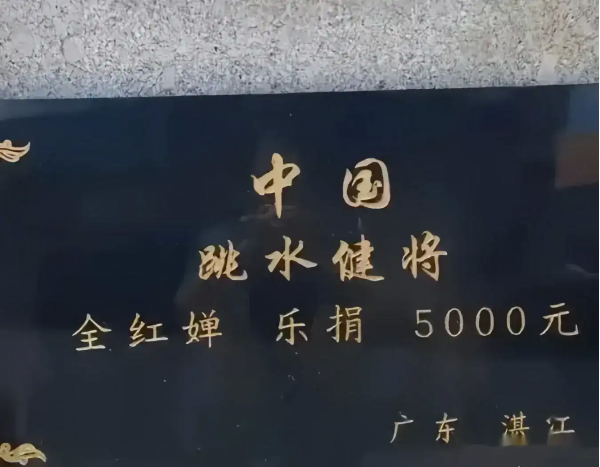 中国
跳水健将
全红婵 乐捐 5000元
广东 湛江